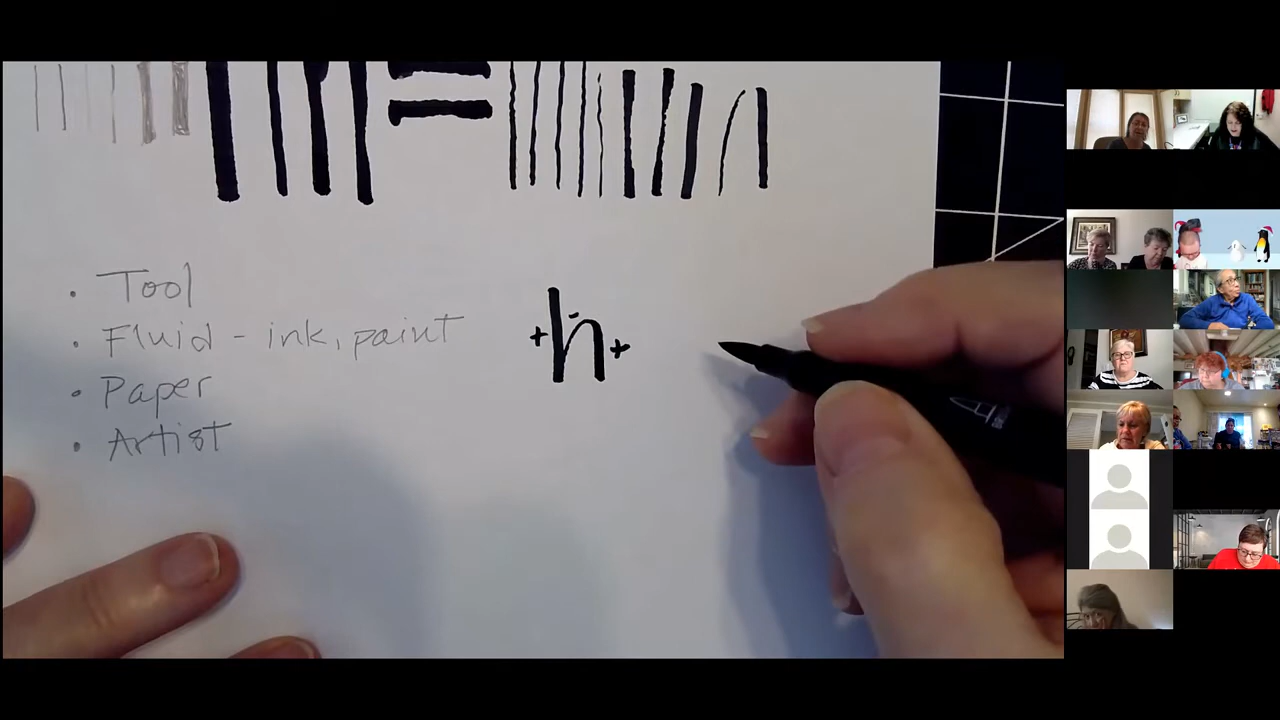 • Tool
• Fluid - ink, paint
• Paper
• Artist
+h-+